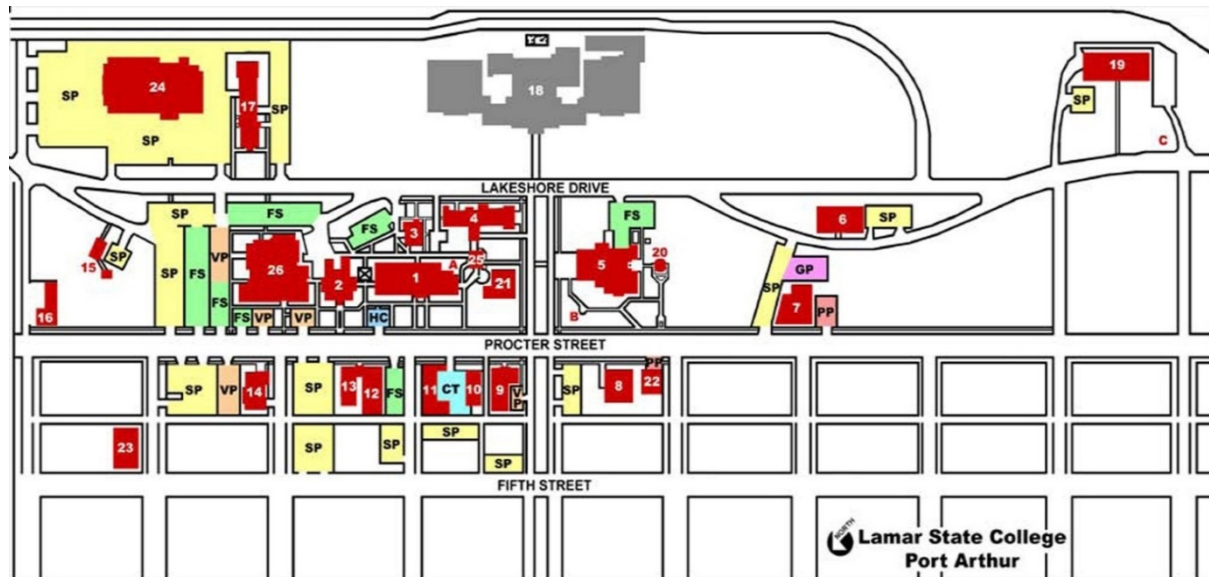 24
17
18
19
SP
SP
SP
SP
C
LAKESHORE DRIVE
SP
FS
FS
3
4
FS
6
SP
15
SP
SP
FS
VP
26
2
1
A
25
21
5
20
SP
GP
16
FS
FS
VP
VP
HC
B
7
PP
PROCTER STREET
SP
VP
14
SP
13
12
FS
11
CT
10
9
VP
SP
8
PP
22
23
SP
SP
SP
SP
FIFTH STREET
NORTH
Lamar State College
Port Arthur